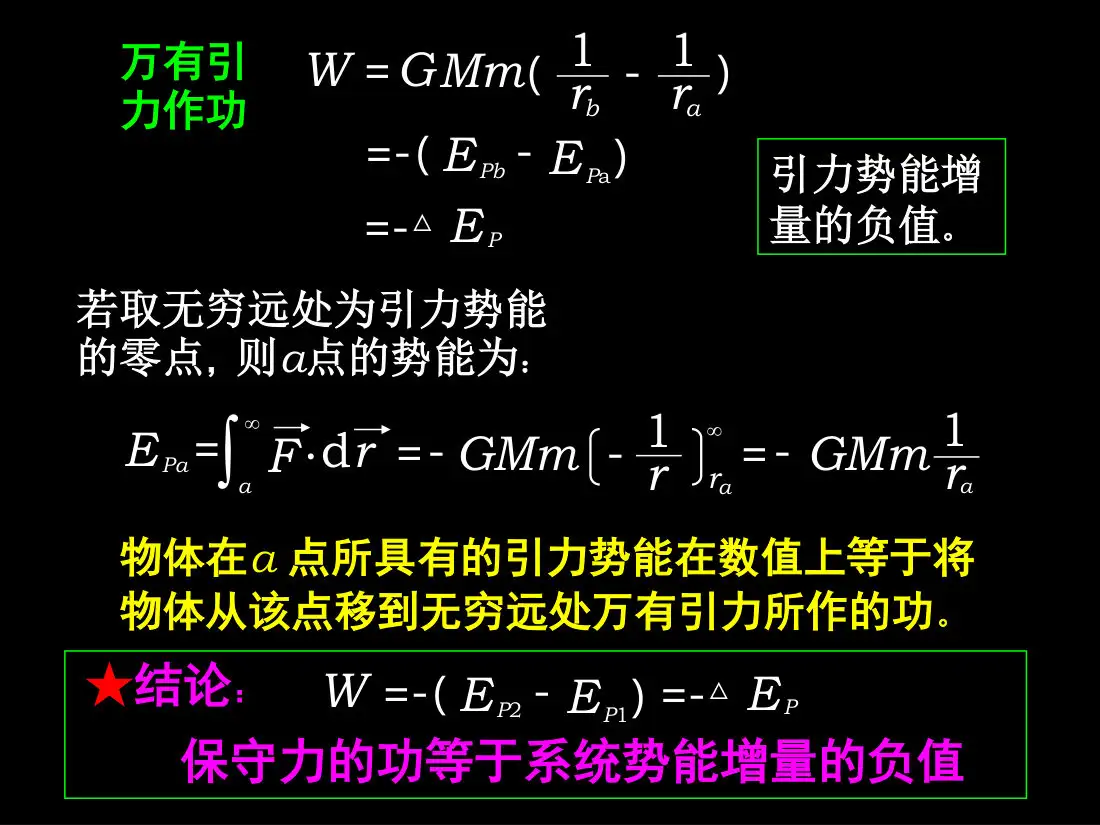 万有引
力作功
W = GMm( 1/r_b - 1/r_a )
=-( E_Pb - E_Pa)
=-△ E_P
引力势能增
量的负值。
若取无穷远处为引力势能
的零点, 则a点的势能为:
E_Pa = ∫_a^∞ F⃗·dr⃗ = - GMm [ - 1/r ]_{r_a}^∞ = - GMm 1/r_a
物体在a 点所具有的引力势能在数值上等于将
物体从该点移到无穷远处万有引力所作的功。
★结论: W =-( E_P2 - E_P1) =-△ E_P
保守力的功等于系统势能增量的负值